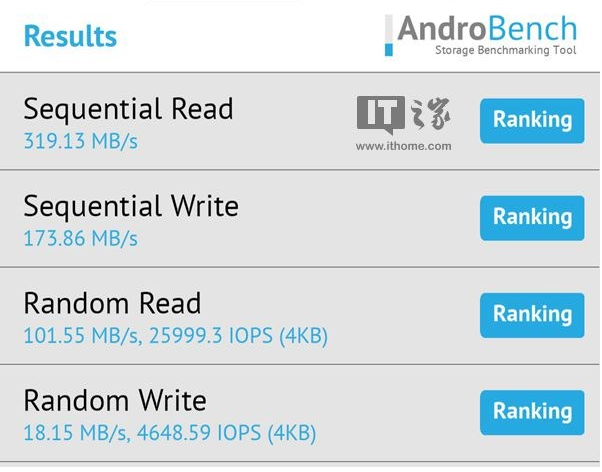 Results
AndroBench
Storage Benchmarking Tool
Sequential Read
319.13 MB/s
IT之家
www.ithome.com
Ranking
Sequential Write
173.86 MB/s
Ranking
Random Read
101.55 MB/s, 25999.3 IOPS (4KB)
Ranking
Random Write
18.15 MB/s, 4648.59 IOPS (4KB)
Ranking